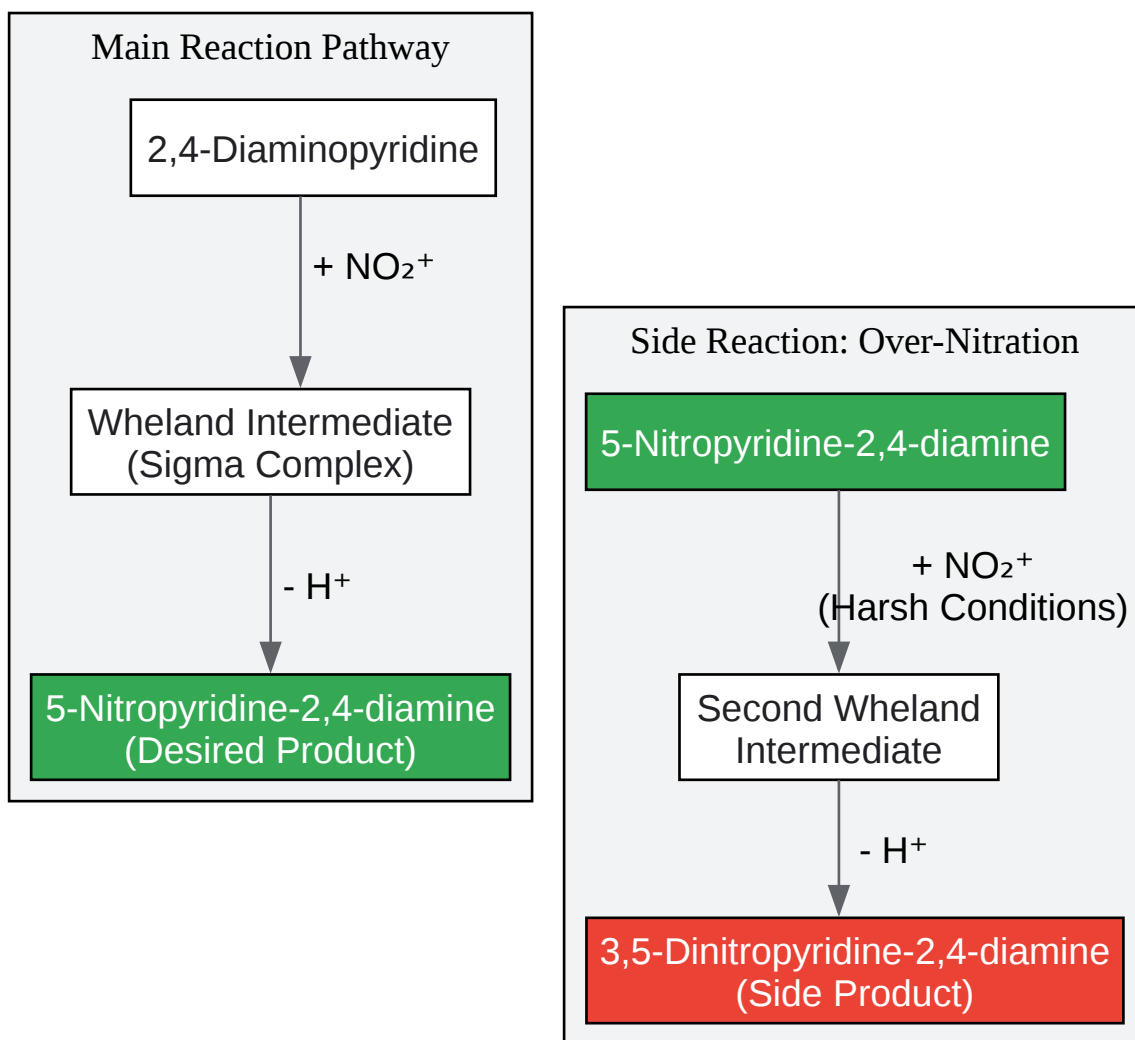 Main Reaction Pathway
2,4-Diaminopyridine
+ NO₂⁺
Wheland Intermediate
(Sigma Complex)
- H⁺
5-Nitropyridine-2,4-diamine
(Desired Product)
Side Reaction: Over-Nitration
5-Nitropyridine-2,4-diamine
+ NO₂⁺
(Harsh Conditions)
Second Wheland
Intermediate
- H⁺
3,5-Dinitropyridine-2,4-diamine
(Side Product)